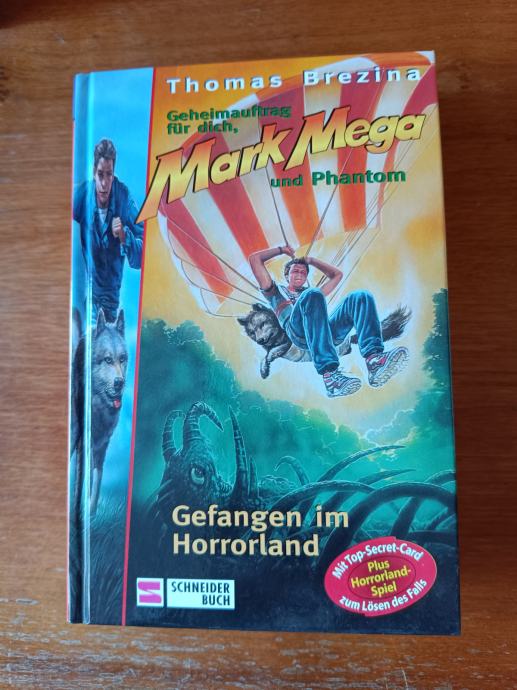 Thomas Brezina
Geheimauftrag
für dich,
Mark Mega
und Phantom
Gefangen im
Horrorland
SCHNEIDER
BUCH
Mit Top-Secret-Card
Plus
Horrorland-
Spiel
zum Lösen des Falls